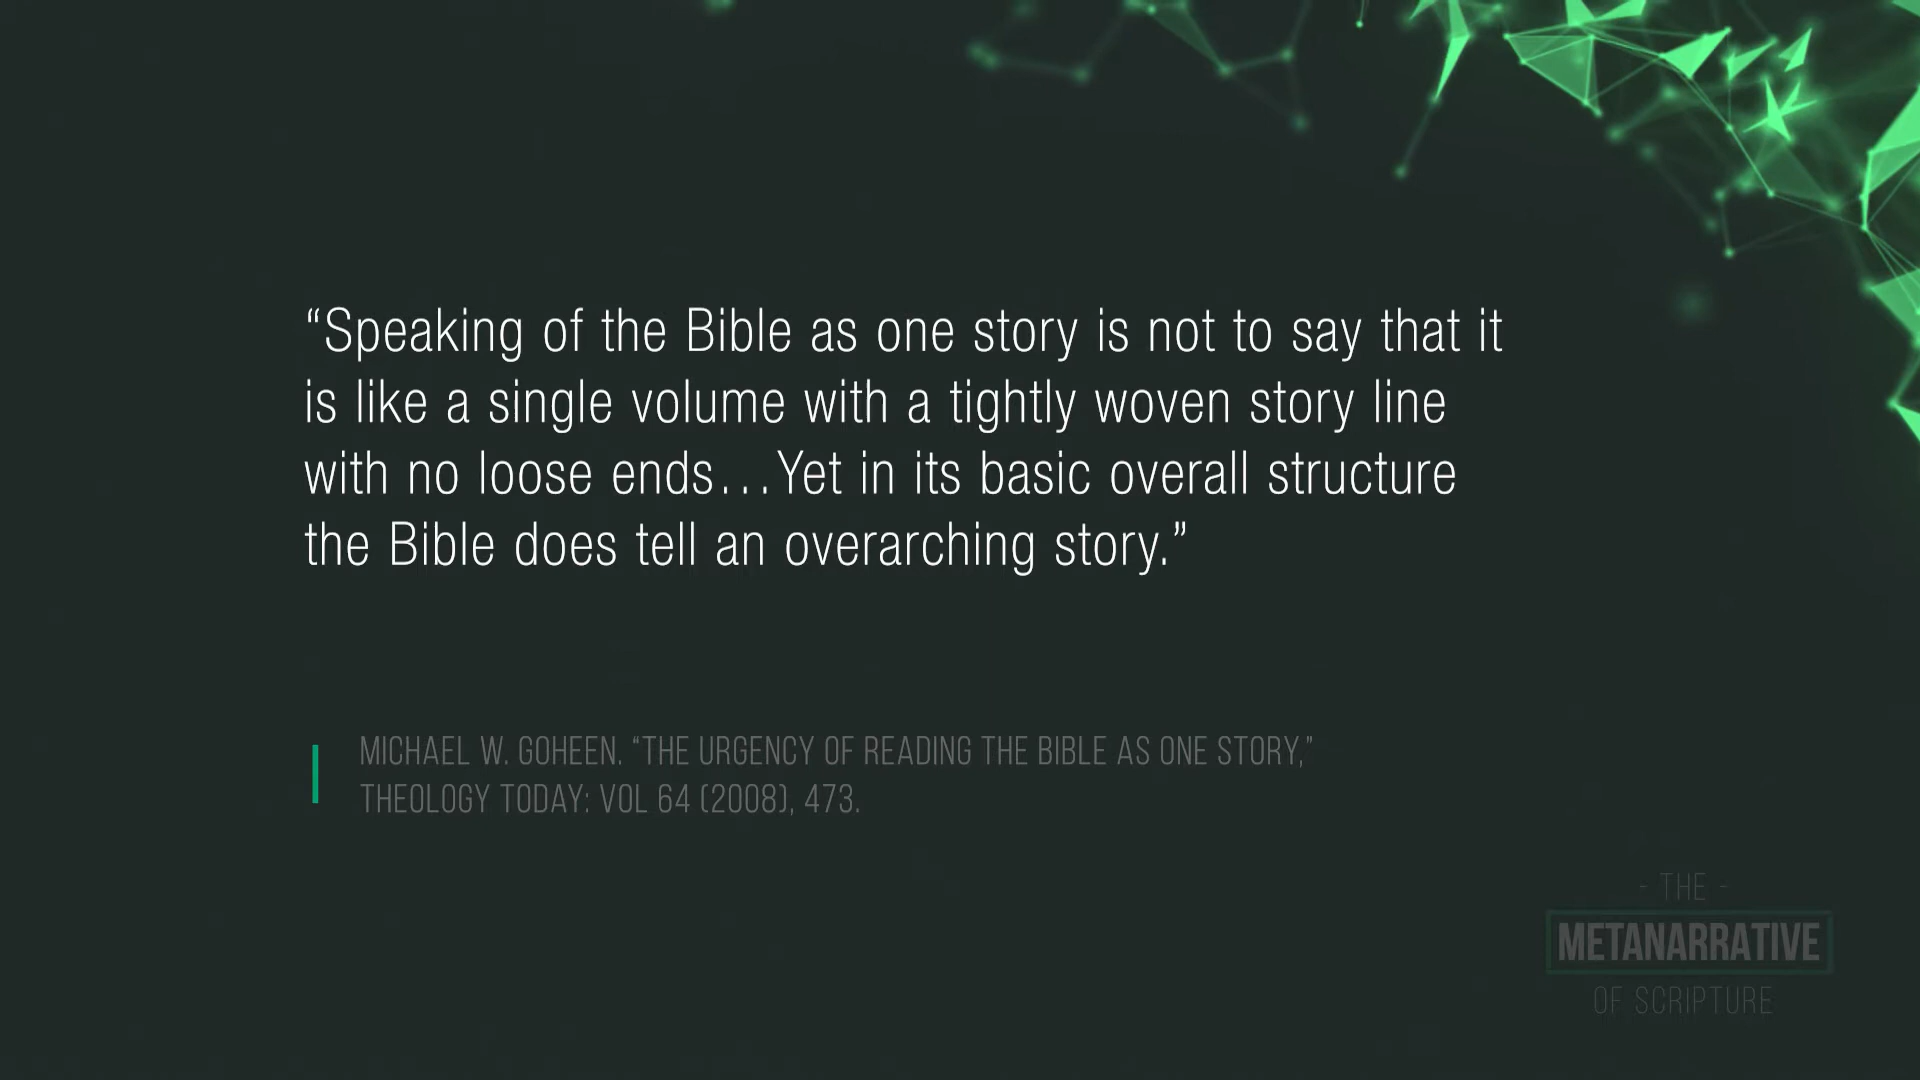 “Speaking of the Bible as one story is not to say that it
is like a single volume with a tightly woven story line
with no loose ends…Yet in its basic overall structure
the Bible does tell an overarching story.”
MICHAEL W. GOHEEN. “THE URGENCY OF READING THE BIBLE AS ONE STORY,”
THEOLOGY TODAY: VOL 64 (2008), 473.
- THE -
METANARRATIVE
OF SCRIPTURE